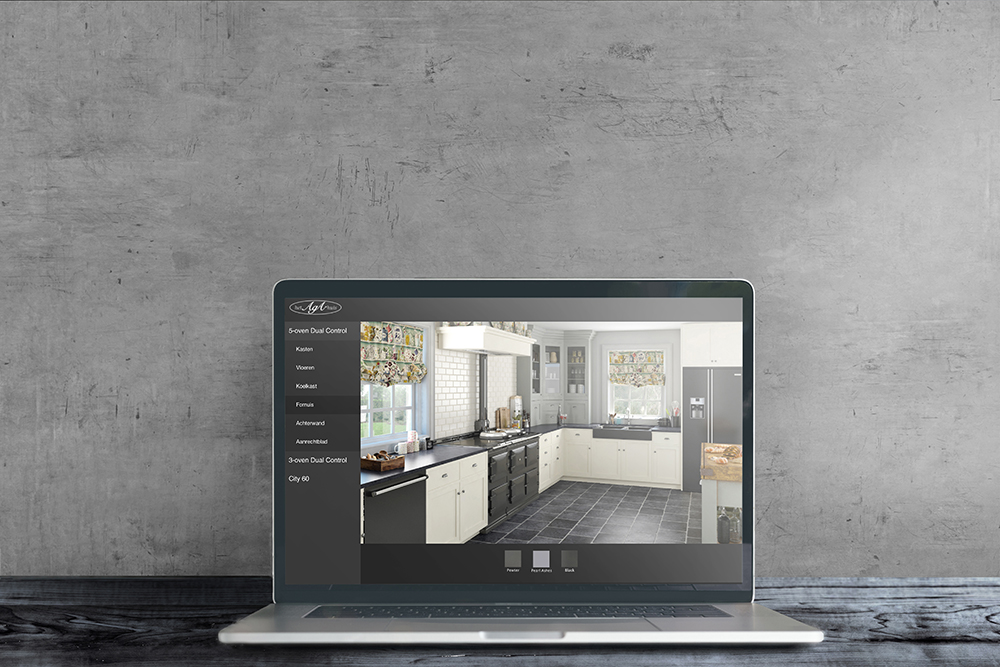 AgA
5-oven Dual Control
Kasten
Vloeren
Koelkast
Fornuis
Achterwand
Aanrechtblad
3-oven Dual Control
City 60
Pewter
Pearl Ashes
Black